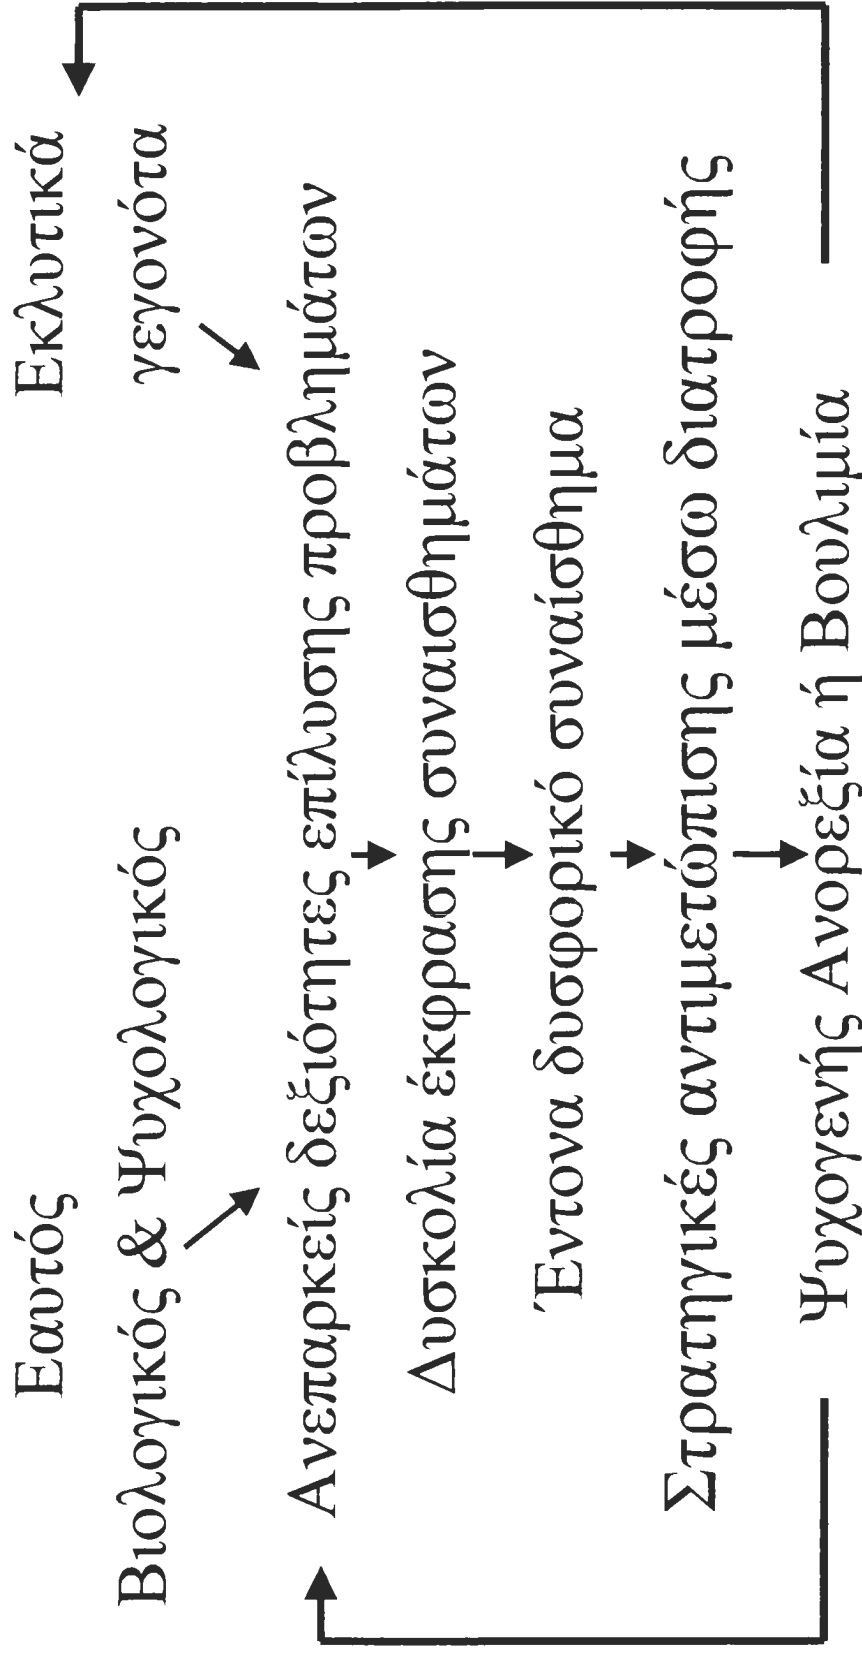 Εαυτός
Βιολογικός & Ψυχολογικός
Εκλυτικά
γεγονότα
Ανεπαρκείς δεξιότητες επίλυσης προβλημάτων
Δυσκολία έκφρασης συναισθημάτων
Έντονα δυσφορικό συναίσθημα
Στρατηγικές αντιμετώπισης μέσω διατροφής
Ψυχογενής Ανορεξία ή Βουλιμία